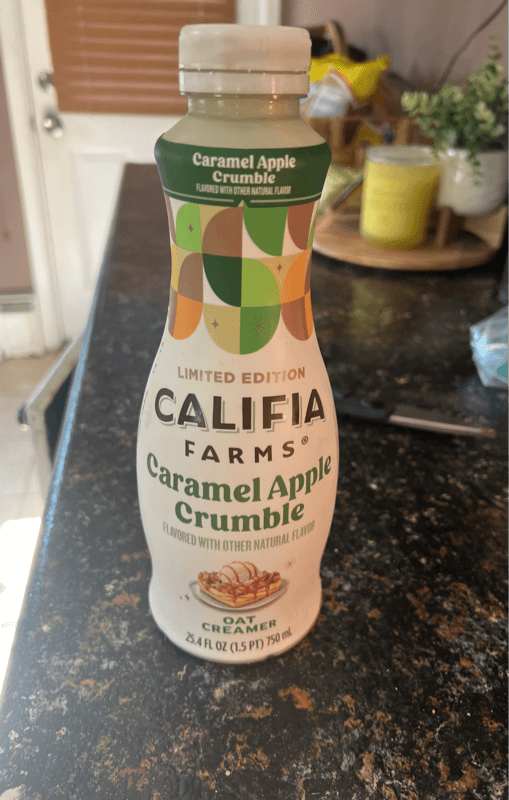 Caramel Apple
Crumble
FLAVORED WITH OTHER NATURAL FLAVOR
LIMITED EDITION
CALIFIA
FARMS®
Caramel Apple
Crumble
FLAVORED WITH OTHER NATURAL FLAVOR
OAT
CREAMER
25.4 FL OZ (1.5 PT) 750 mL